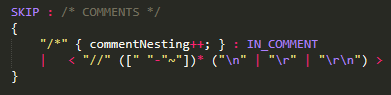 SKIP : /* COMMENTS */
{
    "/*" { commentNesting++; } : IN_COMMENT
    |   < "//" ([" "-"~"])* ("\n" | "\r" | "\r\n") >
}